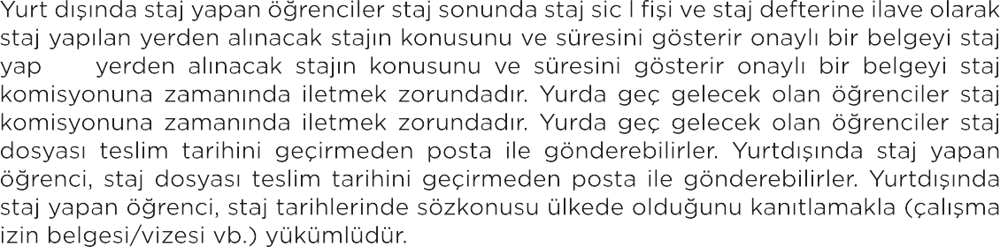 Yurt dışında staj yapan öğrenciler staj sonunda staj sic l fişi ve staj defterine ilave olarak
staj yapılan yerden alınacak stajın konusunu ve süresini gösterir onaylı bir belgeyi staj
yap yerden alınacak stajın konusunu ve süresini gösterir onaylı bir belgeyi staj
komisyonuna zamanında iletmek zorundadır. Yurda geç gelecek olan öğrenciler staj
komisyonuna zamanında iletmek zorundadır. Yurda geç gelecek olan öğrenciler staj
dosyası teslim tarihini geçirmeden posta ile gönderebilirler. Yurtdışında staj yapan
öğrenci, staj dosyası teslim tarihini geçirmeden posta ile gönderebilirler. Yurtdışında
staj yapan öğrenci, staj tarihlerinde sözkonusu ülkede olduğunu kanıtlamakla (çalışma
izin belgesi/vizesi vb.) yükümlüdür.